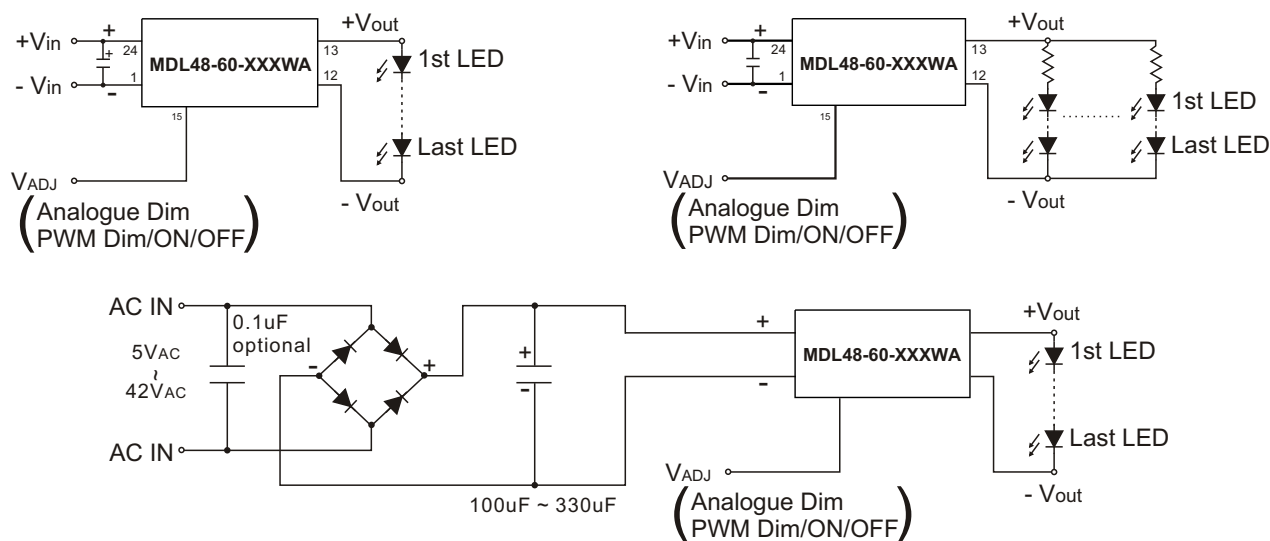 +Vout
+Vin
+
24
13
1st LED
+
MDL48-60-XXXWA
- Vin
1
12
-
15
Last LED
VADJ
- Vout
(Analogue Dim
PWM Dim/ON/OFF)
+Vout
+Vin
+
24
13
+
MDL48-60-XXXWA
- Vin
1
12
-
1st LED
15
Last LED
VADJ
- Vout
(Analogue Dim
PWM Dim/ON/OFF)
AC IN
0.1uF
optional
5VAC
~
42VAC
AC IN
-
+
+
-
100uF ~ 330uF
+
-
MDL48-60-XXXWA
+Vout
1st LED
Last LED
VADJ
- Vout
(Analogue Dim
PWM Dim/ON/OFF)